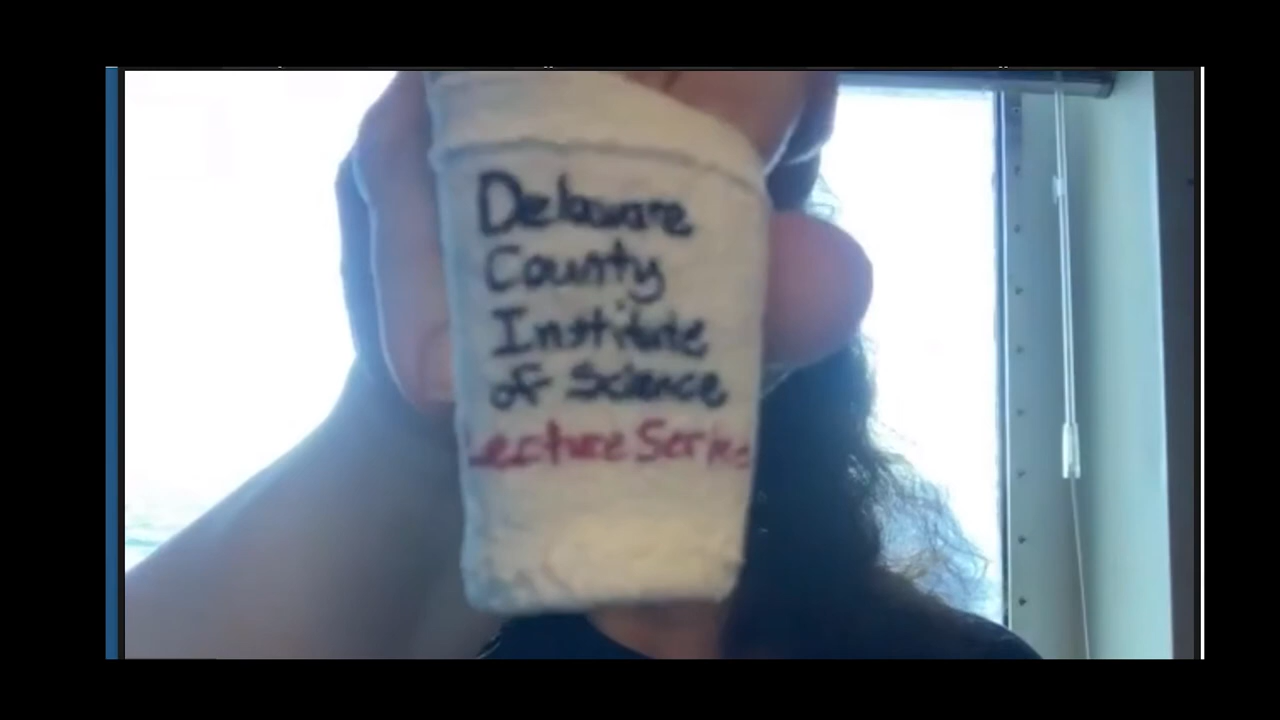 Delaware
County
Institute
of Science
Lecture Series